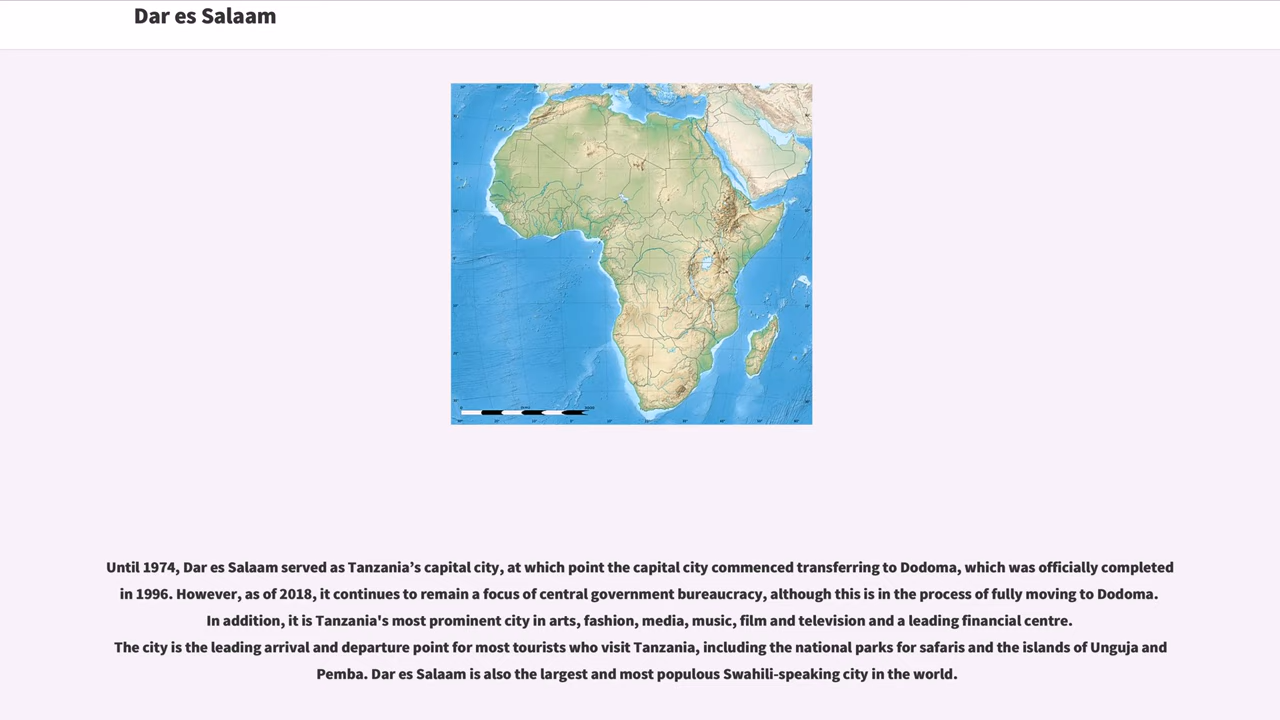 Dar es Salaam
Until 1974, Dar es Salaam served as Tanzania’s capital city, at which point the capital city commenced transferring to Dodoma, which was officially completed
in 1996. However, as of 2018, it continues to remain a focus of central government bureaucracy, although this is in the process of fully moving to Dodoma.
In addition, it is Tanzania's most prominent city in arts, fashion, media, music, film and television and a leading financial centre.
The city is the leading arrival and departure point for most tourists who visit Tanzania, including the national parks for safaris and the islands of Unguja and
Pemba. Dar es Salaam is also the largest and most populous Swahili-speaking city in the world.